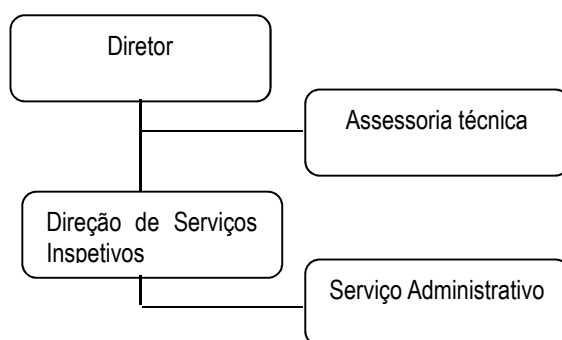 Diretor
Assessoria técnica
Direção de Serviços
Inspetivos
Serviço Administrativo